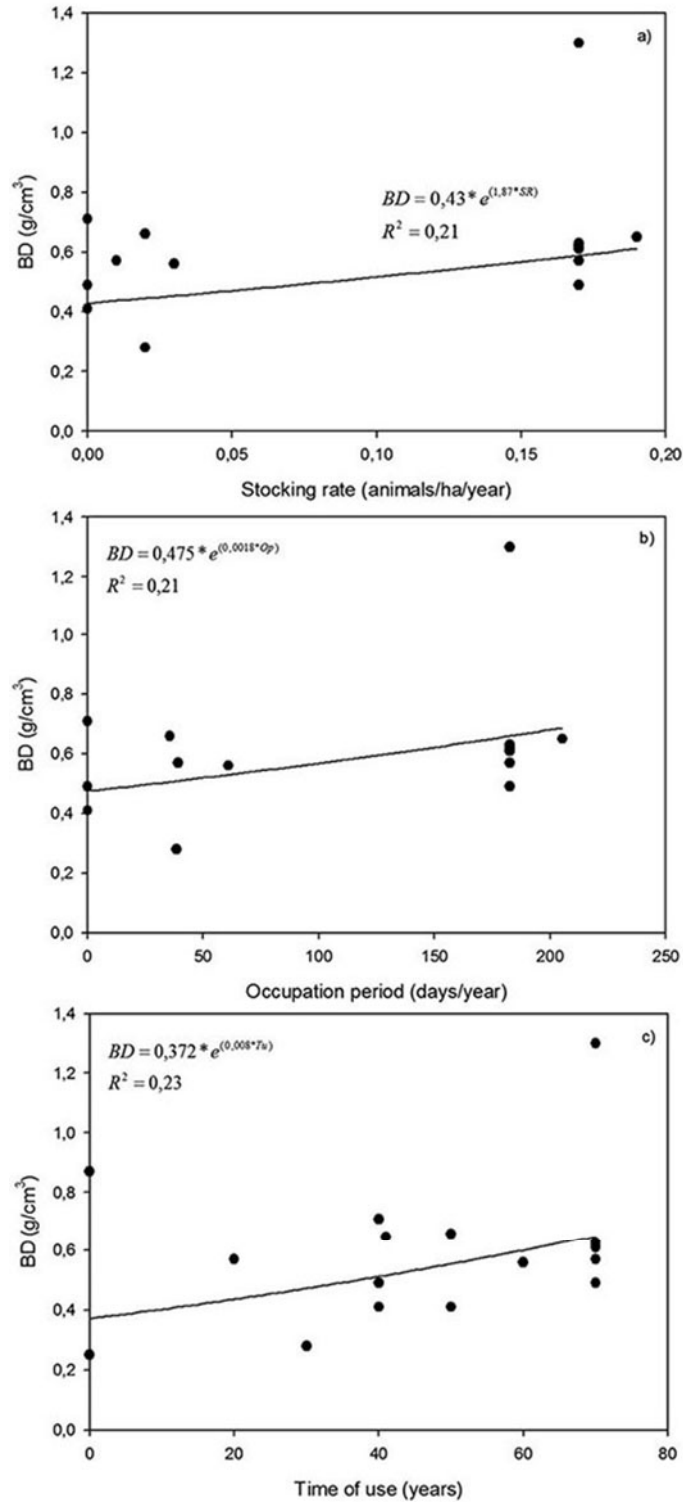 1,4
a)
1,2
1,0
BD (g/cm³)
0,8
BD = 0,43 * e^(1,87*SR)
R² = 0,21
0,6
0,4
0,2
0,0
0,00 0,05 0,10 0,15 0,20
Stocking rate (animals/ha/year)
1,4
b)
BD = 0,475 * e^(0,0018*Op)
R² = 0,21
1,2
1,0
BD (g/cm³)
0,8
0,6
0,4
0,2
0,0
0 50 100 150 200 250
Occupation period (days/year)
1,4
c)
BD = 0,372 * e^(0,008*Tu)
R² = 0,23
1,2
1,0
BD (g/cm³)
0,8
0,6
0,4
0,2
0,0
0 20 40 60 80
Time of use (years)